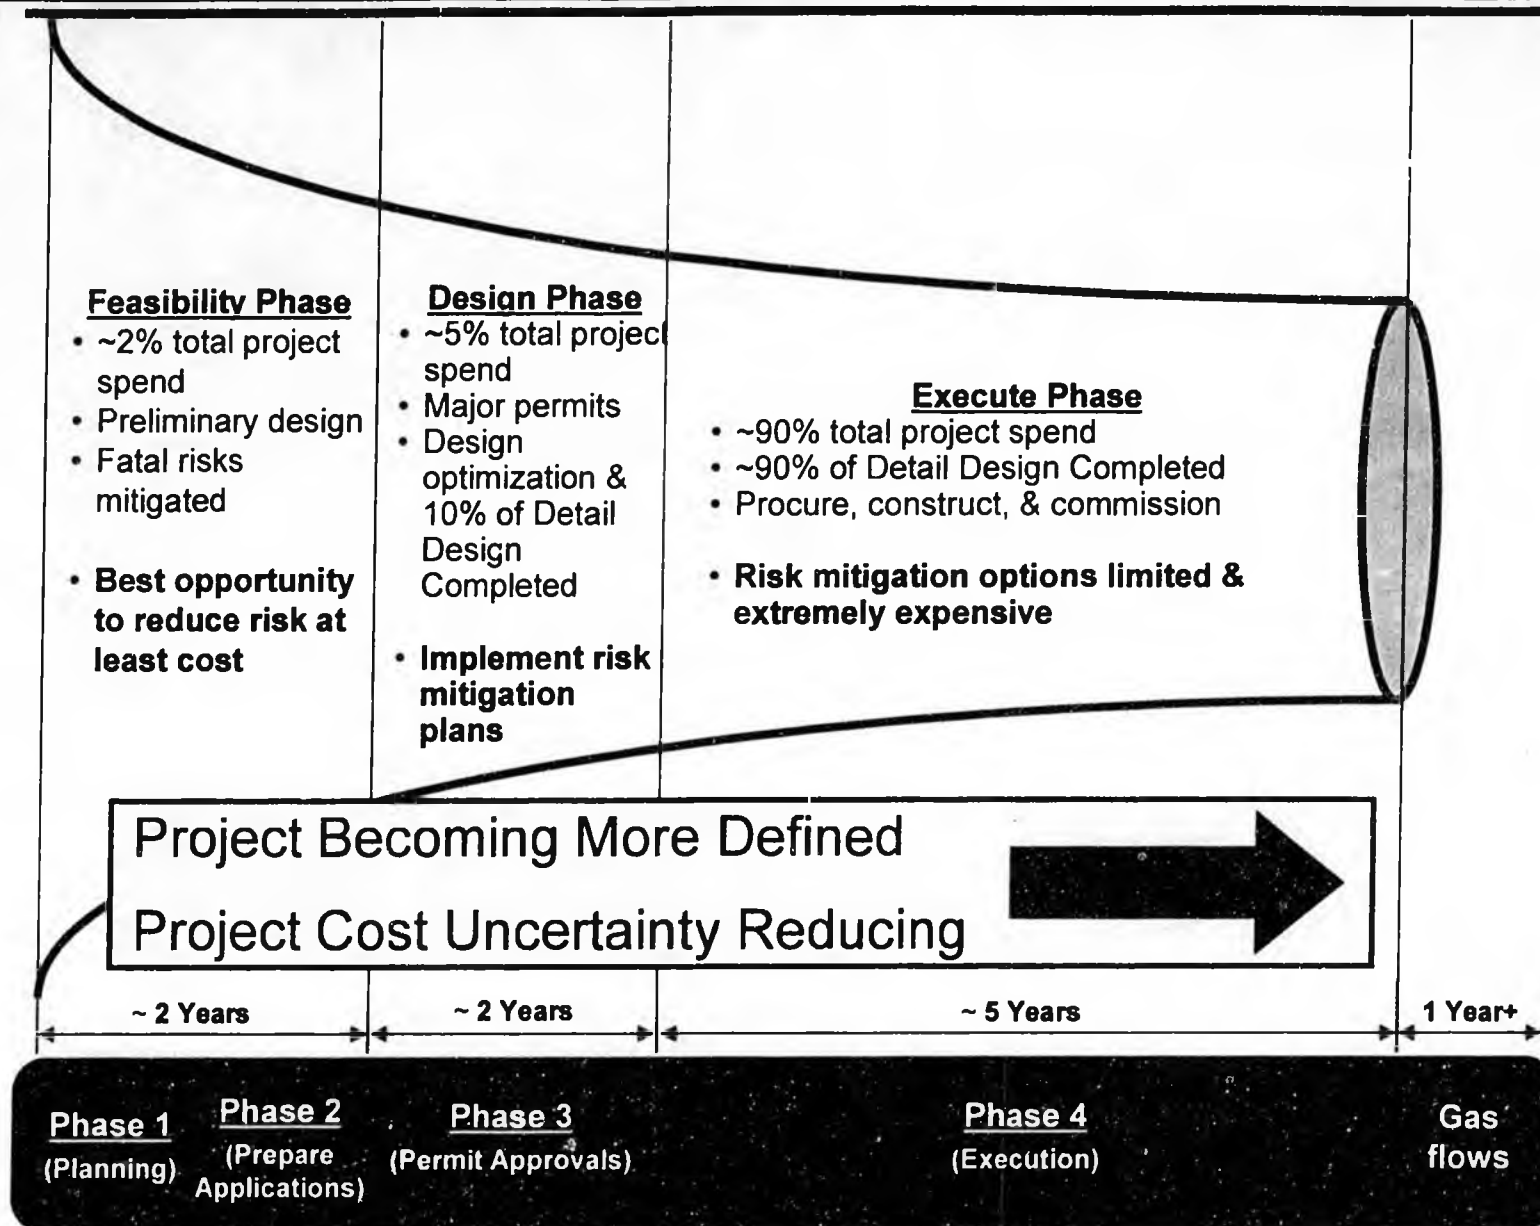 Feasibility Phase
• ~2% total project
spend
• Preliminary design
• Fatal risks
mitigated
• Best opportunity
to reduce risk at
least cost
Design Phase
• ~5% total project
spend
• Major permits
• Design
optimization &
10% of Detail
Design
Completed
• Implement risk
mitigation
plans
Execute Phase
• ~90% total project spend
• ~90% of Detail Design Completed
• Procure, construct, & commission
• Risk mitigation options limited &
extremely expensive
Project Becoming More Defined
Project Cost Uncertainty Reducing
~ 2 Years
~ 2 Years
~ 5 Years
1 Year+
Phase 1
(Planning)
Phase 2
(Prepare
Applications)
Phase 3
(Permit Approvals)
Phase 4
(Execution)
Gas
flows